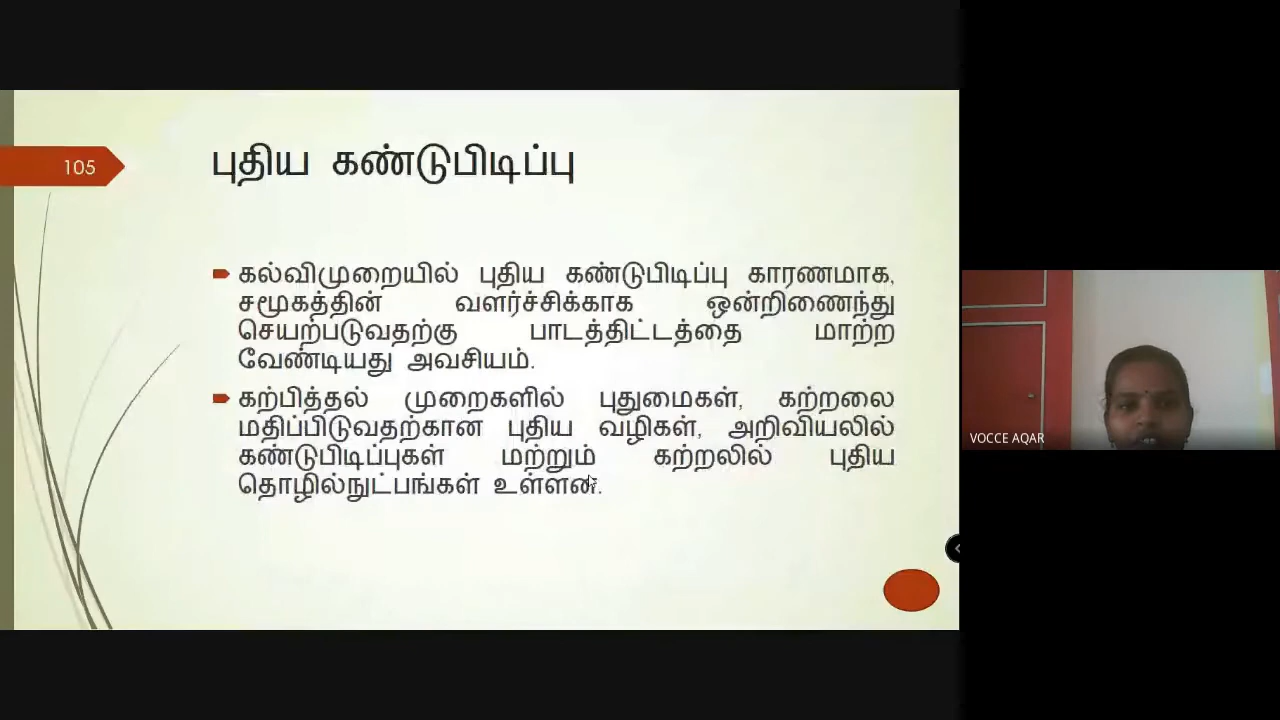 105
புதிய கண்டுபிடிப்பு
கல்விமுறையில் புதிய கண்டுபிடிப்பு காரணமாக,
சமூகத்தின் வளர்ச்சிக்காக ஒன்றிணைந்து
செயற்படுவதற்கு பாடத்திட்டத்தை மாற்ற
வேண்டியது அவசியம்.
கற்பித்தல் முறைகளில் புதுமைகள், கற்றலை
மதிப்பிடுவதற்கான புதிய வழிகள், அறிவியலில்
கண்டுபிடிப்புகள் மற்றும் கற்றலில் புதிய
தொழில்நுட்பங்கள் உள்ளன.
VOCCE AQAR